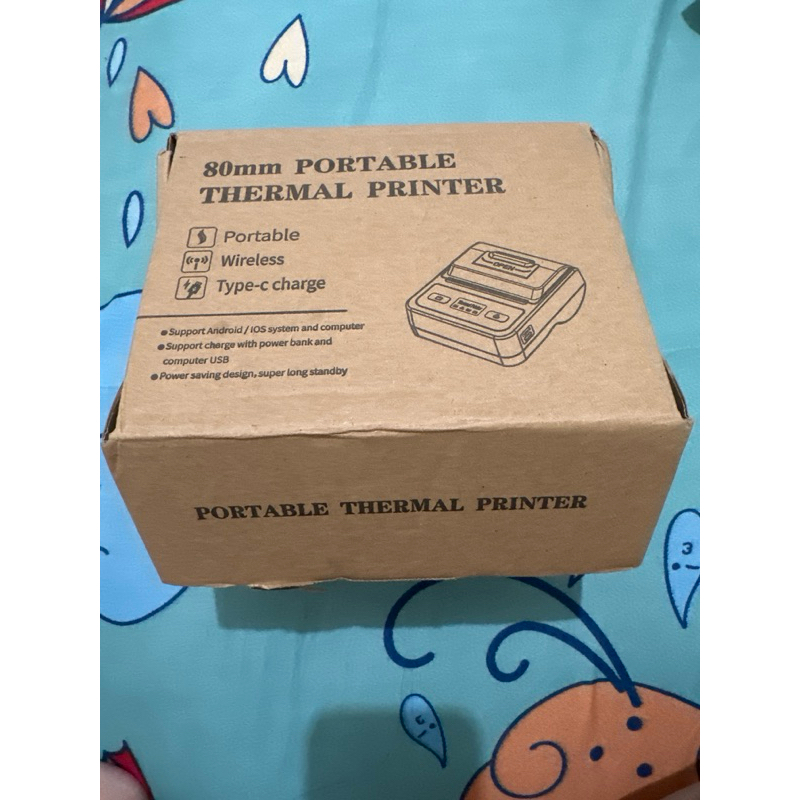 80mm PORTABLE
THERMAL PRINTER
Portable
Wireless
Type-c charge
OPEN
● Support Android / IOS system and computer
● Support charge with power bank and
computer USB
● Power saving design, super long standby
PORTABLE THERMAL PRINTER